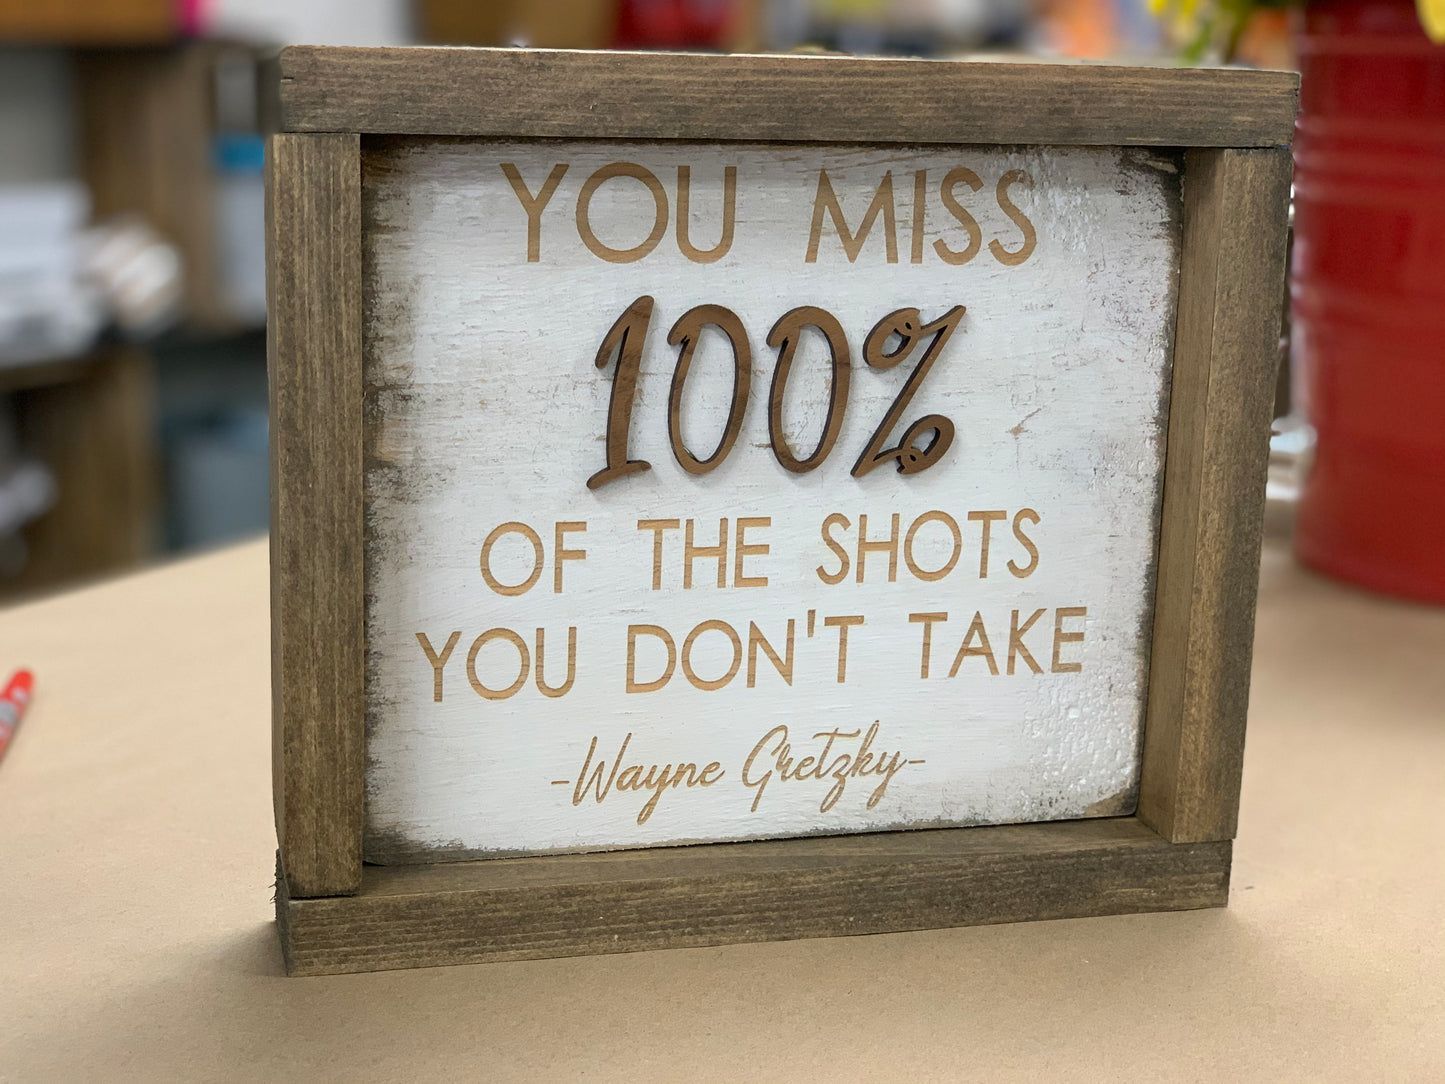 YOU MISS
100%
OF THE SHOTS
YOU DON'T TAKE
-Wayne Gretzky-